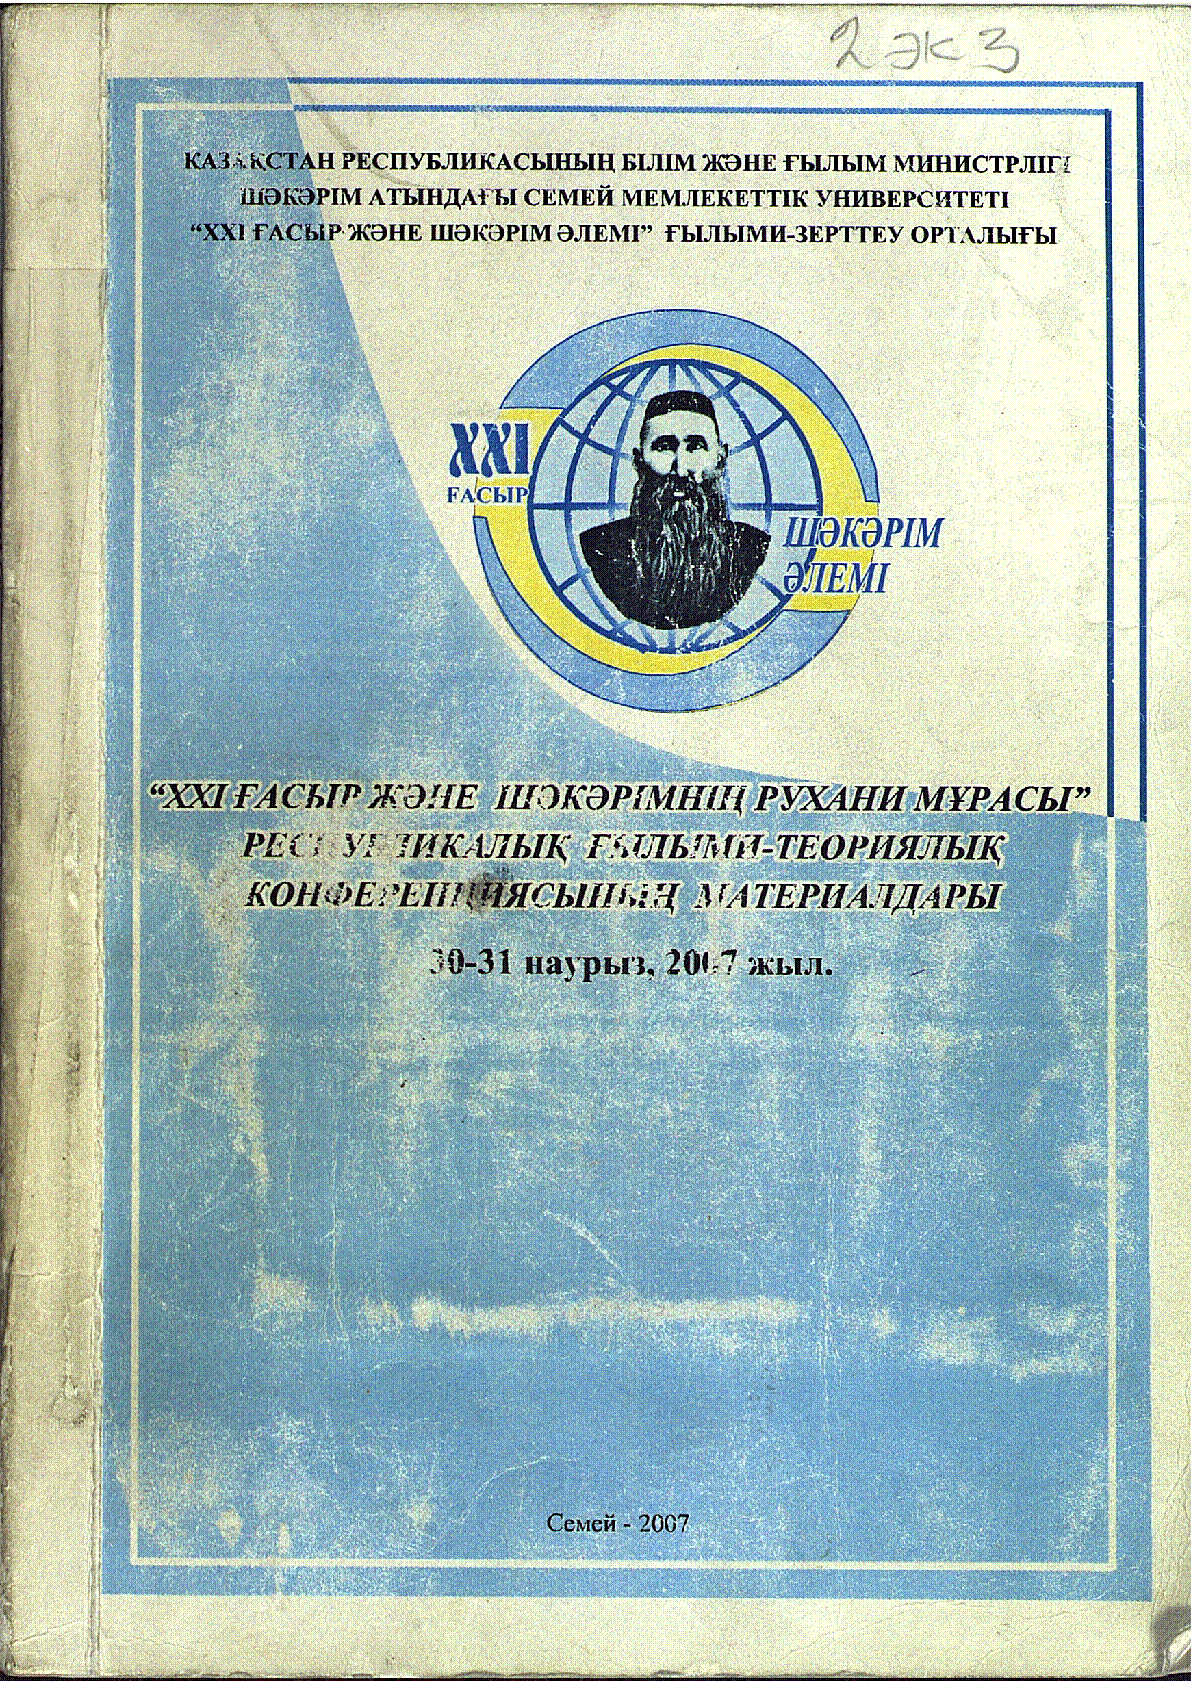 2 экз
ҚАЗАҚСТАН РЕСПУБЛИКАСЫНЫҢ БІЛІМ ЖӘНЕ ҒЫЛЫМ МИНИСТРЛІГІ
ШӘКӘРІМ АТЫНДАҒЫ СЕМЕЙ МЕМЛЕКЕТТІК УНИВЕРСИТЕТІ
“XXI ҒАСЫР ЖӘНЕ ШӘКӘРІМ ӘЛЕМІ” ҒЫЛЫМИ-ЗЕРТТЕУ ОРТАЛЫҒЫ
XXI
ҒАСЫР
ШӘКӘРІМ
ӘЛЕМІ
“XXI ҒАСЫР ЖӘНЕ ШӘКӘРІМНІҢ РУХАНИ МҰРАСЫ”
РЕСПУБЛИКАЛЫҚ ҒЫЛЫМИ-ТЕОРИЯЛЫҚ
КОНФЕРЕНЦИЯСЫНЫҢ МАТЕРИАЛДАРЫ
30-31 наурыз, 2007 жыл.
Семей - 2007